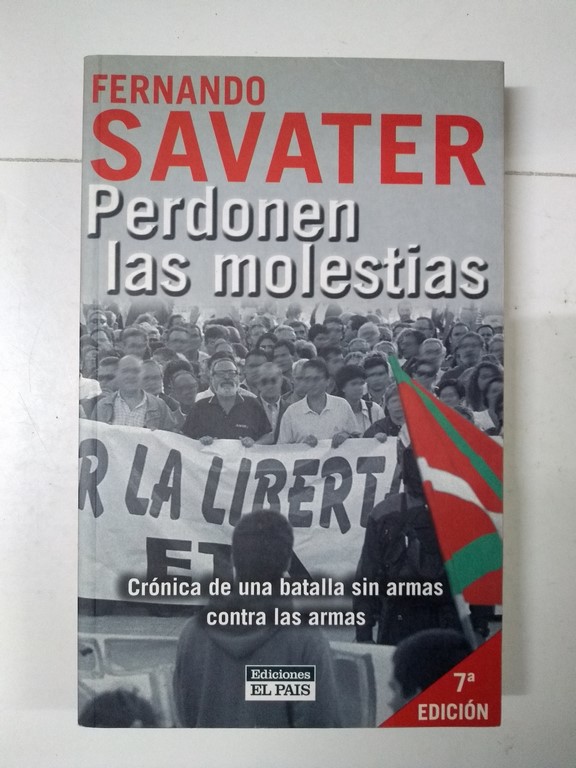 FERNANDO
SAVATER
Perdonen
las molestias
R LA LIBERTA
ETA
Crónica de una batalla sin armas
contra las armas
Ediciones
EL PAIS
7ª
EDICIÓN